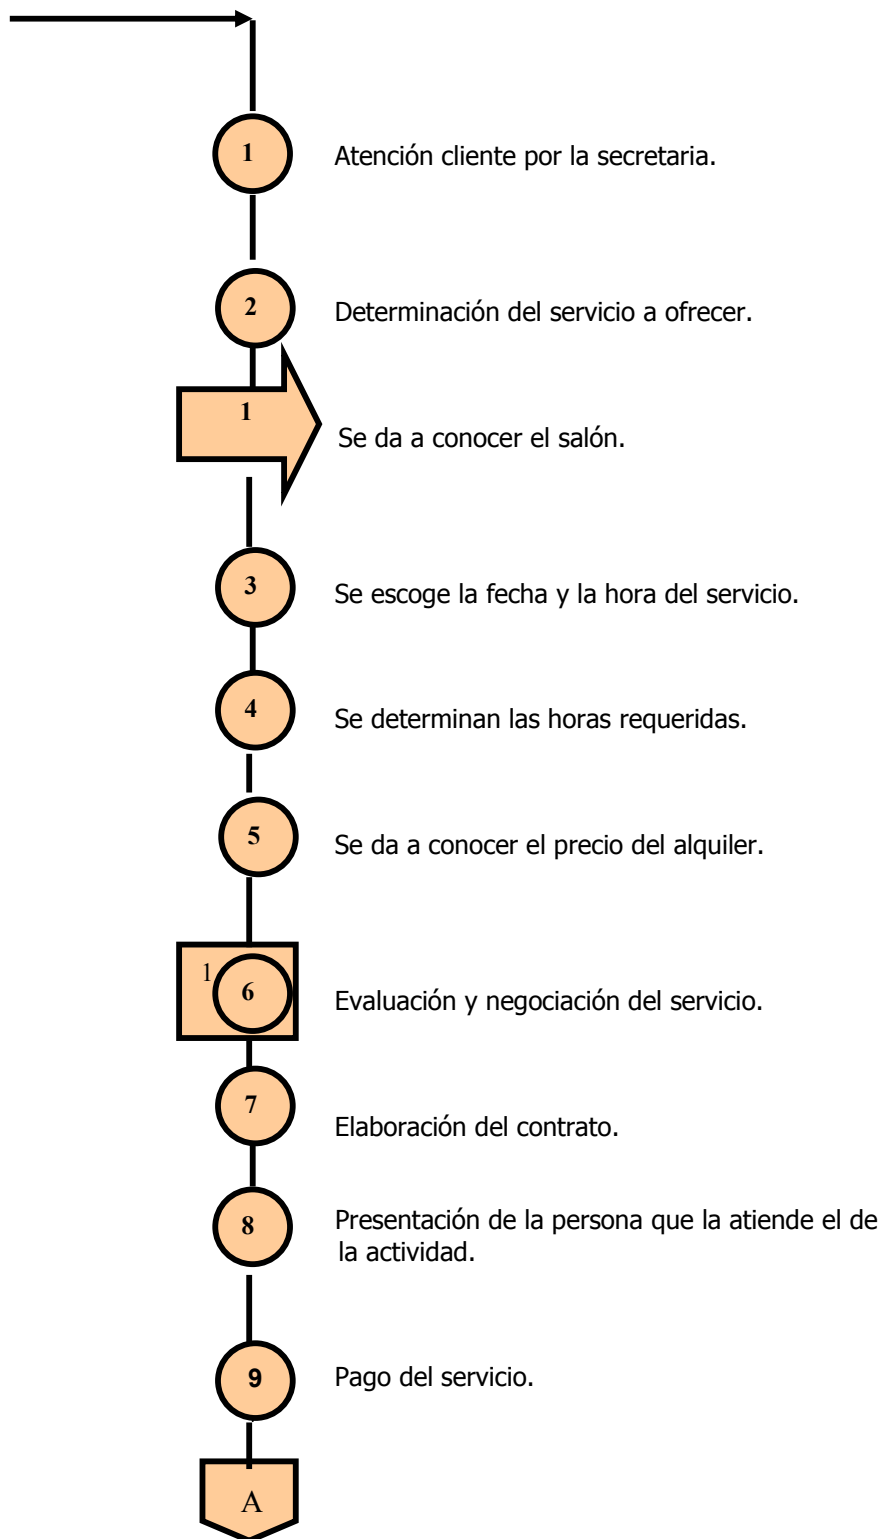 1 Atención cliente por la secretaria.
2 Determinación del servicio a ofrecer.
1 Se da a conocer el salón.
3 Se escoge la fecha y la hora del servicio.
4 Se determinan las horas requeridas.
5 Se da a conocer el precio del alquiler.
1 6 Evaluación y negociación del servicio.
7 Elaboración del contrato.
8 Presentación de la persona que la atiende el de
la actividad.
9 Pago del servicio.
A